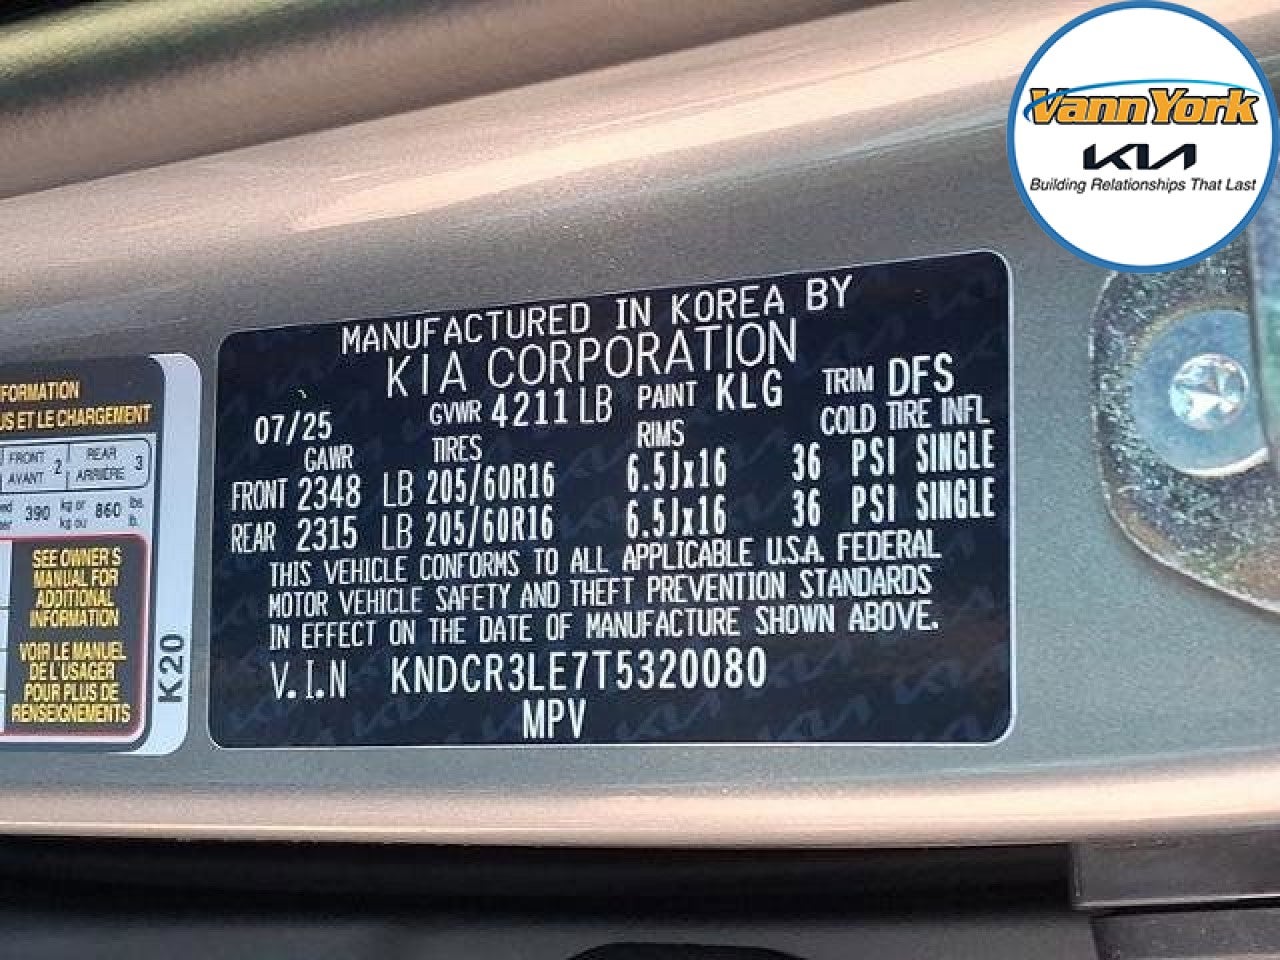 VannYork
KIA
Building Relationships That Last
MANUFACTURED IN KOREA BY
KIA CORPORATION
07/25 GVWR 4211 LB PAINT KLG TRIM DFS
GAWR TIRES RIMS COLD TIRE INFL
FRONT 2348 LB 205/60R16 6.5Jx16 36 PSI SINGLE
REAR 2315 LB 205/60R16 6.5Jx16 36 PSI SINGLE
THIS VEHICLE CONFORMS TO ALL APPLICABLE U.S.A. FEDERAL
MOTOR VEHICLE SAFETY AND THEFT PREVENTION STANDARDS
IN EFFECT ON THE DATE OF MANUFACTURE SHOWN ABOVE.
V.I.N KNDCR3LE7T5320080
MPV
US ET LE CHARGEMENT
FRONT 2 REAR 3
AVANT ARRIÈRE
390 kg or 860 lbs.
kg ou lb.
SEE OWNER'S
MANUAL FOR
ADDITIONAL
INFORMATION
VOIR LE MANUEL
DE L'USAGER
POUR PLUS DE
RENSEIGNEMENTS
K20